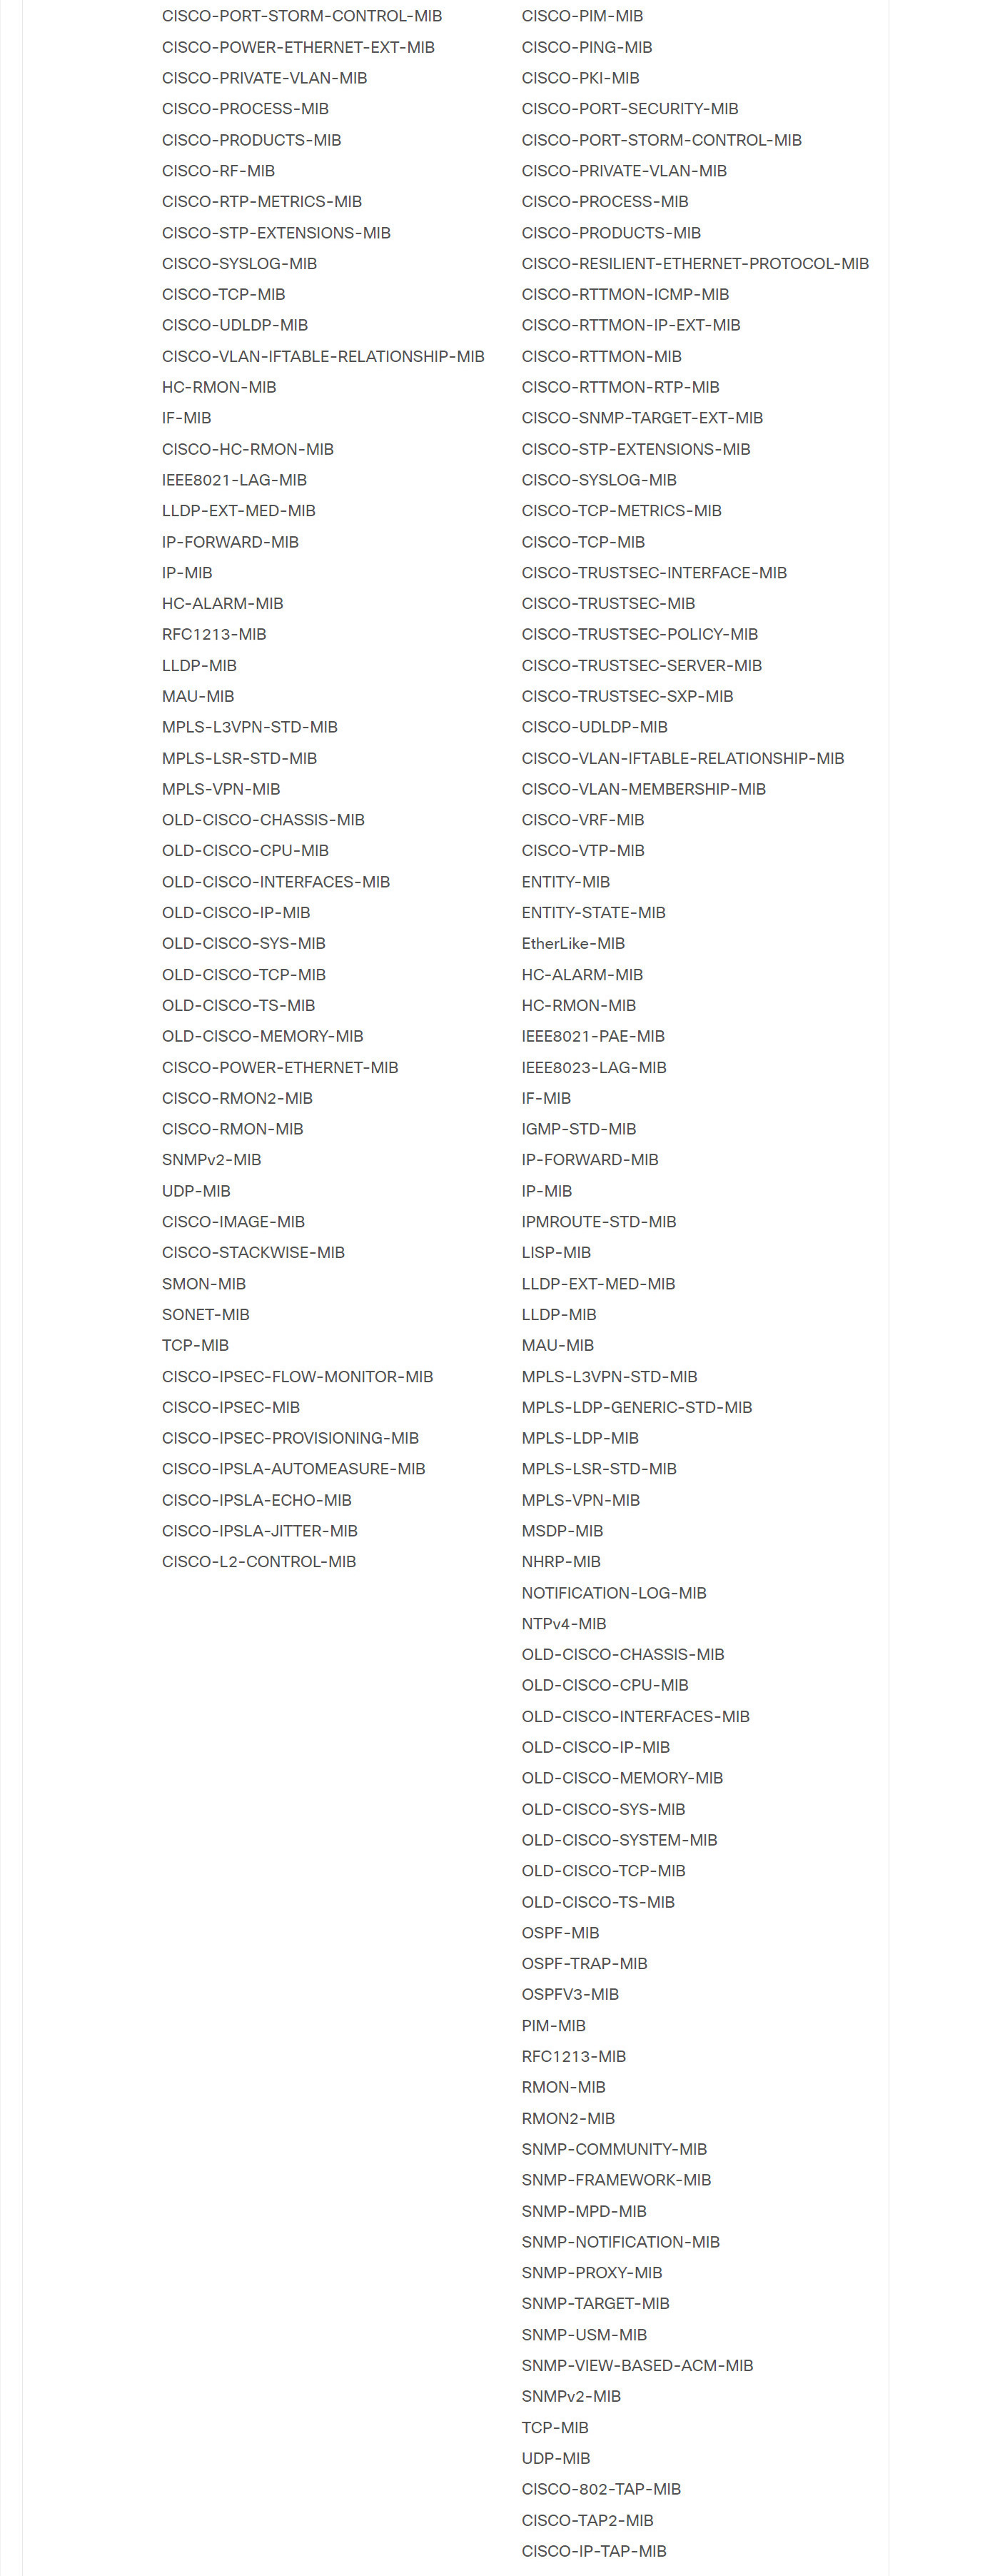 CISCO-PORT-STORM-CONTROL-MIB
CISCO-POWER-ETHERNET-EXT-MIB
CISCO-PRIVATE-VLAN-MIB
CISCO-PROCESS-MIB
CISCO-PRODUCTS-MIB
CISCO-RF-MIB
CISCO-RTP-METRICS-MIB
CISCO-STP-EXTENSIONS-MIB
CISCO-SYSLOG-MIB
CISCO-TCP-MIB
CISCO-UDLDP-MIB
CISCO-VLAN-IFTABLE-RELATIONSHIP-MIB
HC-RMON-MIB
IF-MIB
CISCO-HC-RMON-MIB
IEEE8021-LAG-MIB
LLDP-EXT-MED-MIB
IP-FORWARD-MIB
IP-MIB
HC-ALARM-MIB
RFC1213-MIB
LLDP-MIB
MAU-MIB
MPLS-L3VPN-STD-MIB
MPLS-LSR-STD-MIB
MPLS-VPN-MIB
OLD-CISCO-CHASSIS-MIB
OLD-CISCO-CPU-MIB
OLD-CISCO-INTERFACES-MIB
OLD-CISCO-IP-MIB
OLD-CISCO-SYS-MIB
OLD-CISCO-TCP-MIB
OLD-CISCO-TS-MIB
OLD-CISCO-MEMORY-MIB
CISCO-POWER-ETHERNET-MIB
CISCO-RMON2-MIB
CISCO-RMON-MIB
SNMPv2-MIB
UDP-MIB
CISCO-IMAGE-MIB
CISCO-STACKWISE-MIB
SMON-MIB
SONET-MIB
TCP-MIB
CISCO-IPSEC-FLOW-MONITOR-MIB
CISCO-IPSEC-MIB
CISCO-IPSEC-PROVISIONING-MIB
CISCO-IPSLA-AUTOMEASURE-MIB
CISCO-IPSLA-ECHO-MIB
CISCO-IPSLA-JITTER-MIB
CISCO-L2-CONTROL-MIB
CISCO-PIM-MIB
CISCO-PING-MIB
CISCO-PKI-MIB
CISCO-PORT-SECURITY-MIB
CISCO-PORT-STORM-CONTROL-MIB
CISCO-PRIVATE-VLAN-MIB
CISCO-PROCESS-MIB
CISCO-PRODUCTS-MIB
CISCO-RESILIENT-ETHERNET-PROTOCOL-MIB
CISCO-RTTMON-ICMP-MIB
CISCO-RTTMON-IP-EXT-MIB
CISCO-RTTMON-MIB
CISCO-RTTMON-RTP-MIB
CISCO-SNMP-TARGET-EXT-MIB
CISCO-STP-EXTENSIONS-MIB
CISCO-SYSLOG-MIB
CISCO-TCP-METRICS-MIB
CISCO-TCP-MIB
CISCO-TRUSTSEC-INTERFACE-MIB
CISCO-TRUSTSEC-MIB
CISCO-TRUSTSEC-POLICY-MIB
CISCO-TRUSTSEC-SERVER-MIB
CISCO-TRUSTSEC-SXP-MIB
CISCO-UDLDP-MIB
CISCO-VLAN-IFTABLE-RELATIONSHIP-MIB
CISCO-VLAN-MEMBERSHIP-MIB
CISCO-VRF-MIB
CISCO-VTP-MIB
ENTITY-MIB
ENTITY-STATE-MIB
EtherLike-MIB
HC-ALARM-MIB
HC-RMON-MIB
IEEE8021-PAE-MIB
IEEE8023-LAG-MIB
IF-MIB
IGMP-STD-MIB
IP-FORWARD-MIB
IP-MIB
IPMROUTE-STD-MIB
LISP-MIB
LLDP-EXT-MED-MIB
LLDP-MIB
MAU-MIB
MPLS-L3VPN-STD-MIB
MPLS-LDP-GENERIC-STD-MIB
MPLS-LDP-MIB
MPLS-LSR-STD-MIB
MPLS-VPN-MIB
MSDP-MIB
NHRP-MIB
NOTIFICATION-LOG-MIB
NTPv4-MIB
OLD-CISCO-CHASSIS-MIB
OLD-CISCO-CPU-MIB
OLD-CISCO-INTERFACES-MIB
OLD-CISCO-IP-MIB
OLD-CISCO-MEMORY-MIB
OLD-CISCO-SYS-MIB
OLD-CISCO-SYSTEM-MIB
OLD-CISCO-TCP-MIB
OLD-CISCO-TS-MIB
OSPF-MIB
OSPF-TRAP-MIB
OSPFV3-MIB
PIM-MIB
RFC1213-MIB
RMON-MIB
RMON2-MIB
SNMP-COMMUNITY-MIB
SNMP-FRAMEWORK-MIB
SNMP-MPD-MIB
SNMP-NOTIFICATION-MIB
SNMP-PROXY-MIB
SNMP-TARGET-MIB
SNMP-USM-MIB
SNMP-VIEW-BASED-ACM-MIB
SNMPv2-MIB
TCP-MIB
UDP-MIB
CISCO-802-TAP-MIB
CISCO-TAP2-MIB
CISCO-IP-TAP-MIB